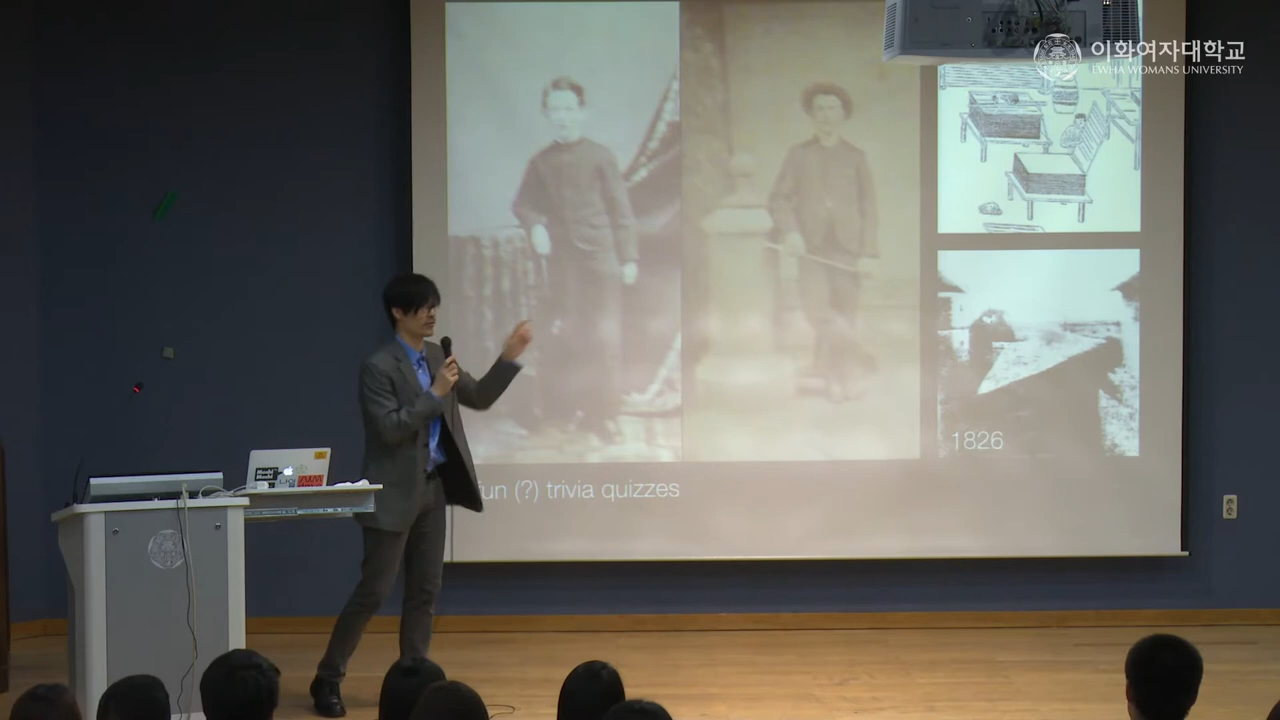 이화여자대학교
EWHA WOMANS UNIVERSITY
1826
fun (?) trivia quizzes